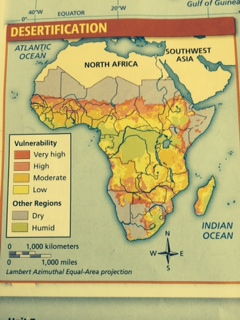 Gulf of Guinea
40°W
EQUATOR
20°W
0°
DESERTIFICATION
ATLANTIC
OCEAN
NORTH AFRICA
SOUTHWEST
ASIA
Vulnerability
Very high
High
Moderate
Low
Other Regions
Dry
Humid
INDIAN
OCEAN
N
W
E
S
0
1,000 kilometers
0
1,000 miles
Lambert Azimuthal Equal-Area projection